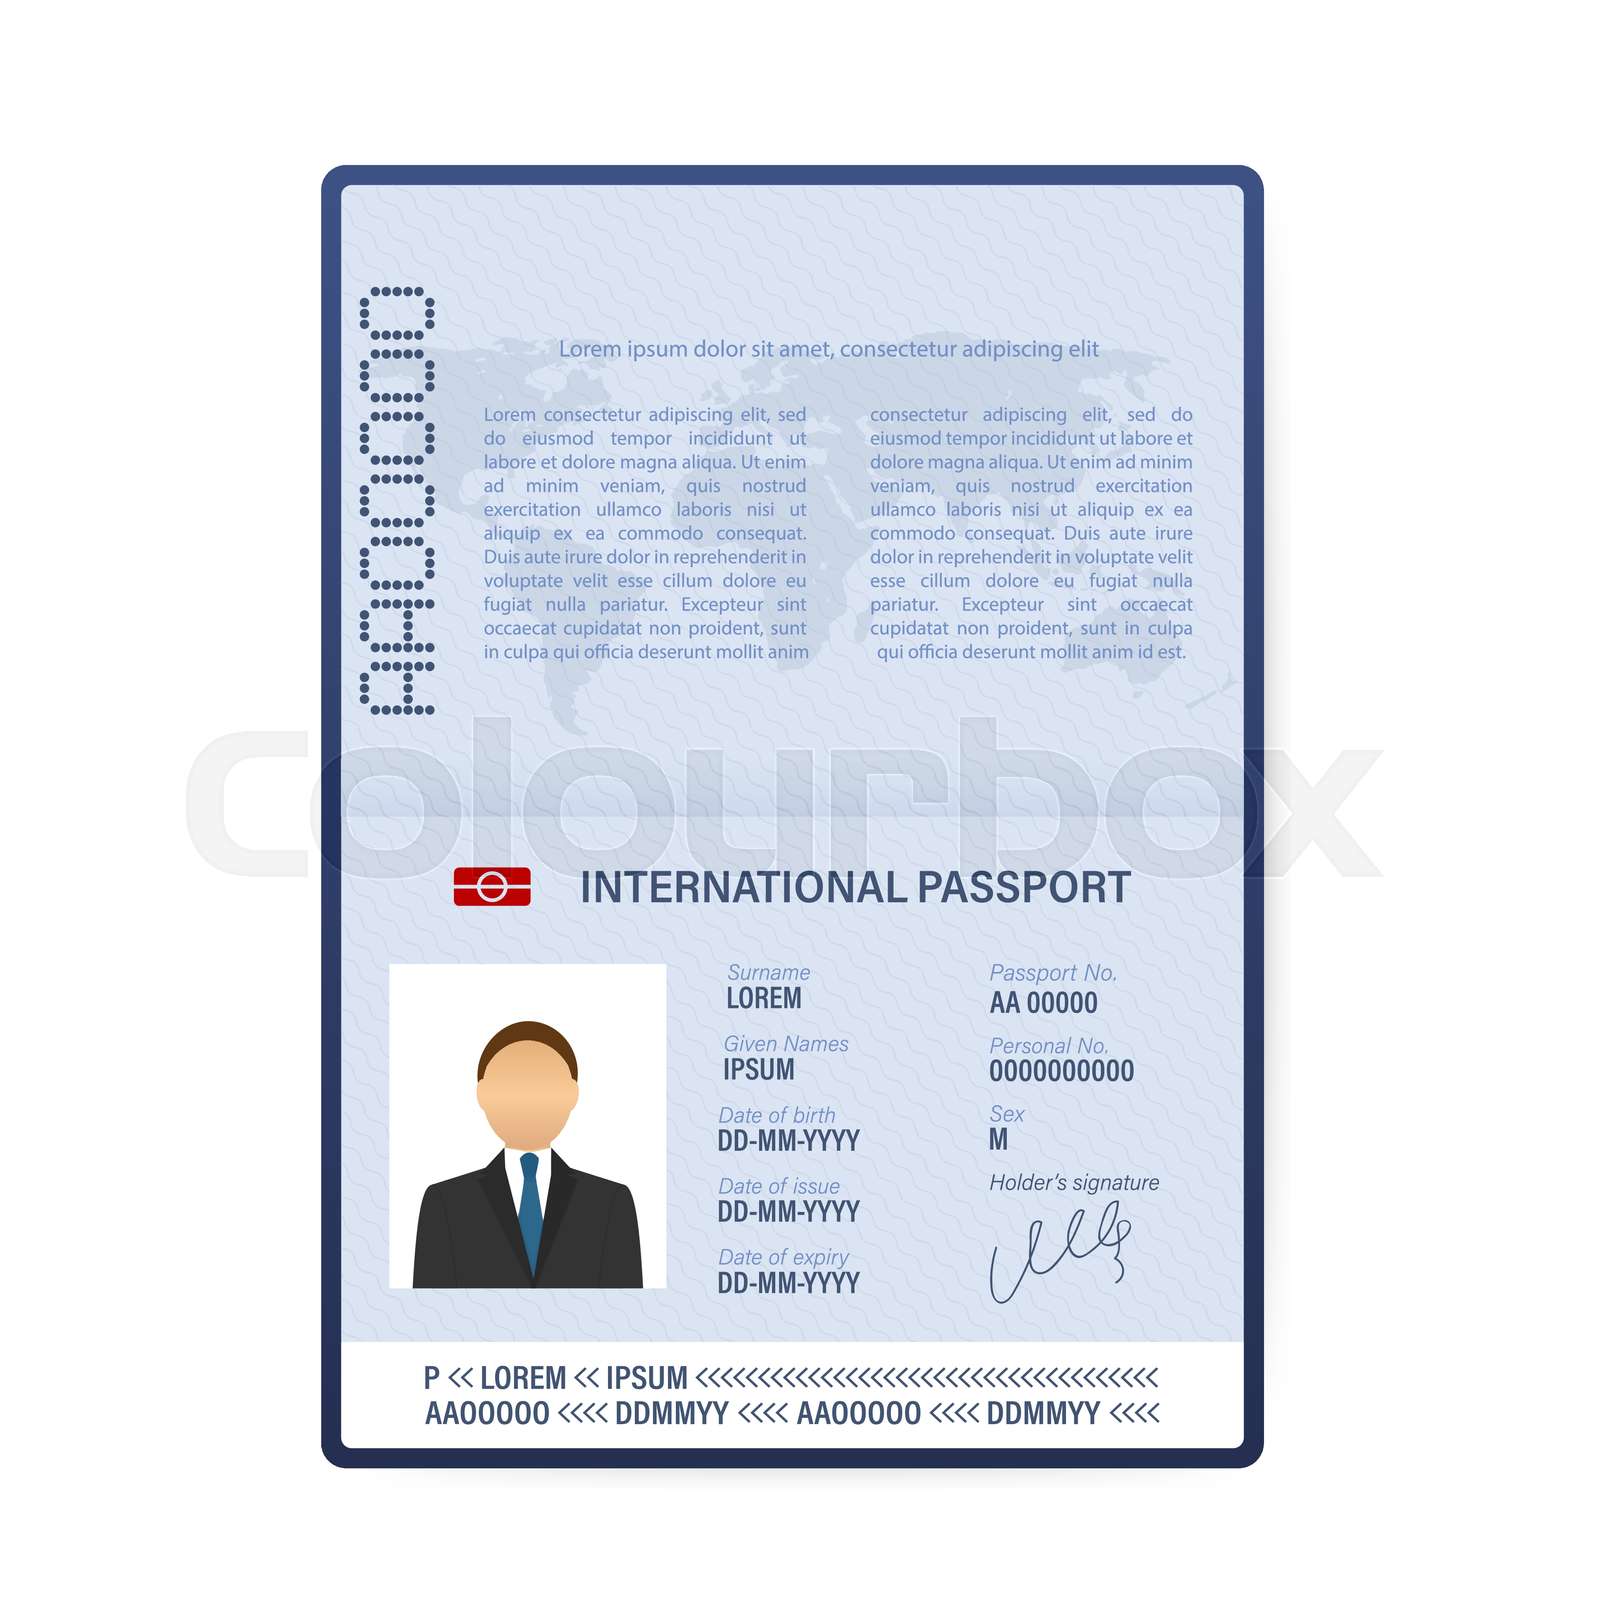 AA00000
Lorem ipsum dolor sit amet, consectetur adipiscing elit
Lorem consectetur adipiscing elit, sed
do eiusmod tempor incididunt ut
labore et dolore magna aliqua. Ut enim
ad minim veniam, quis nostrud
exercitation ullamco laboris nisi ut
aliquip ex ea commodo consequat.
Duis aute irure dolor in reprehenderit in
voluptate velit esse cillum dolore eu
fugiat nulla pariatur. Excepteur sint
occaecat cupidatat non proident, sunt
in culpa qui officia deserunt mollit anim
consectetur adipiscing elit, sed do
eiusmod tempor incididunt ut labore et
dolore magna aliqua. Ut enim ad minim
veniam, quis nostrud exercitation
ullamco laboris nisi ut aliquip ex ea
commodo consequat. Duis aute irure
dolor in reprehenderit in voluptate velit
esse cillum dolore eu fugiat nulla
pariatur. Excepteur sint occaecat
cupidatat non proident, sunt in culpa
qui officia deserunt mollit anim id est.
colourbox
INTERNATIONAL PASSPORT
Surname
LOREM
Given Names
IPSUM
Date of birth
DD-MM-YYYY
Date of issue
DD-MM-YYYY
Date of expiry
DD-MM-YYYY
Passport No.
AA 00000
Personal No.
0000000000
Sex
M
Holder's signature
P << LOREM << IPSUM <<<<<<<<<<<<<<<<<<<<<<<<<<<<<<<<<<<<<
AAOOOOO <<<< DDMMYY <<<< AAOOOOO <<<< DDMMYY <<<<